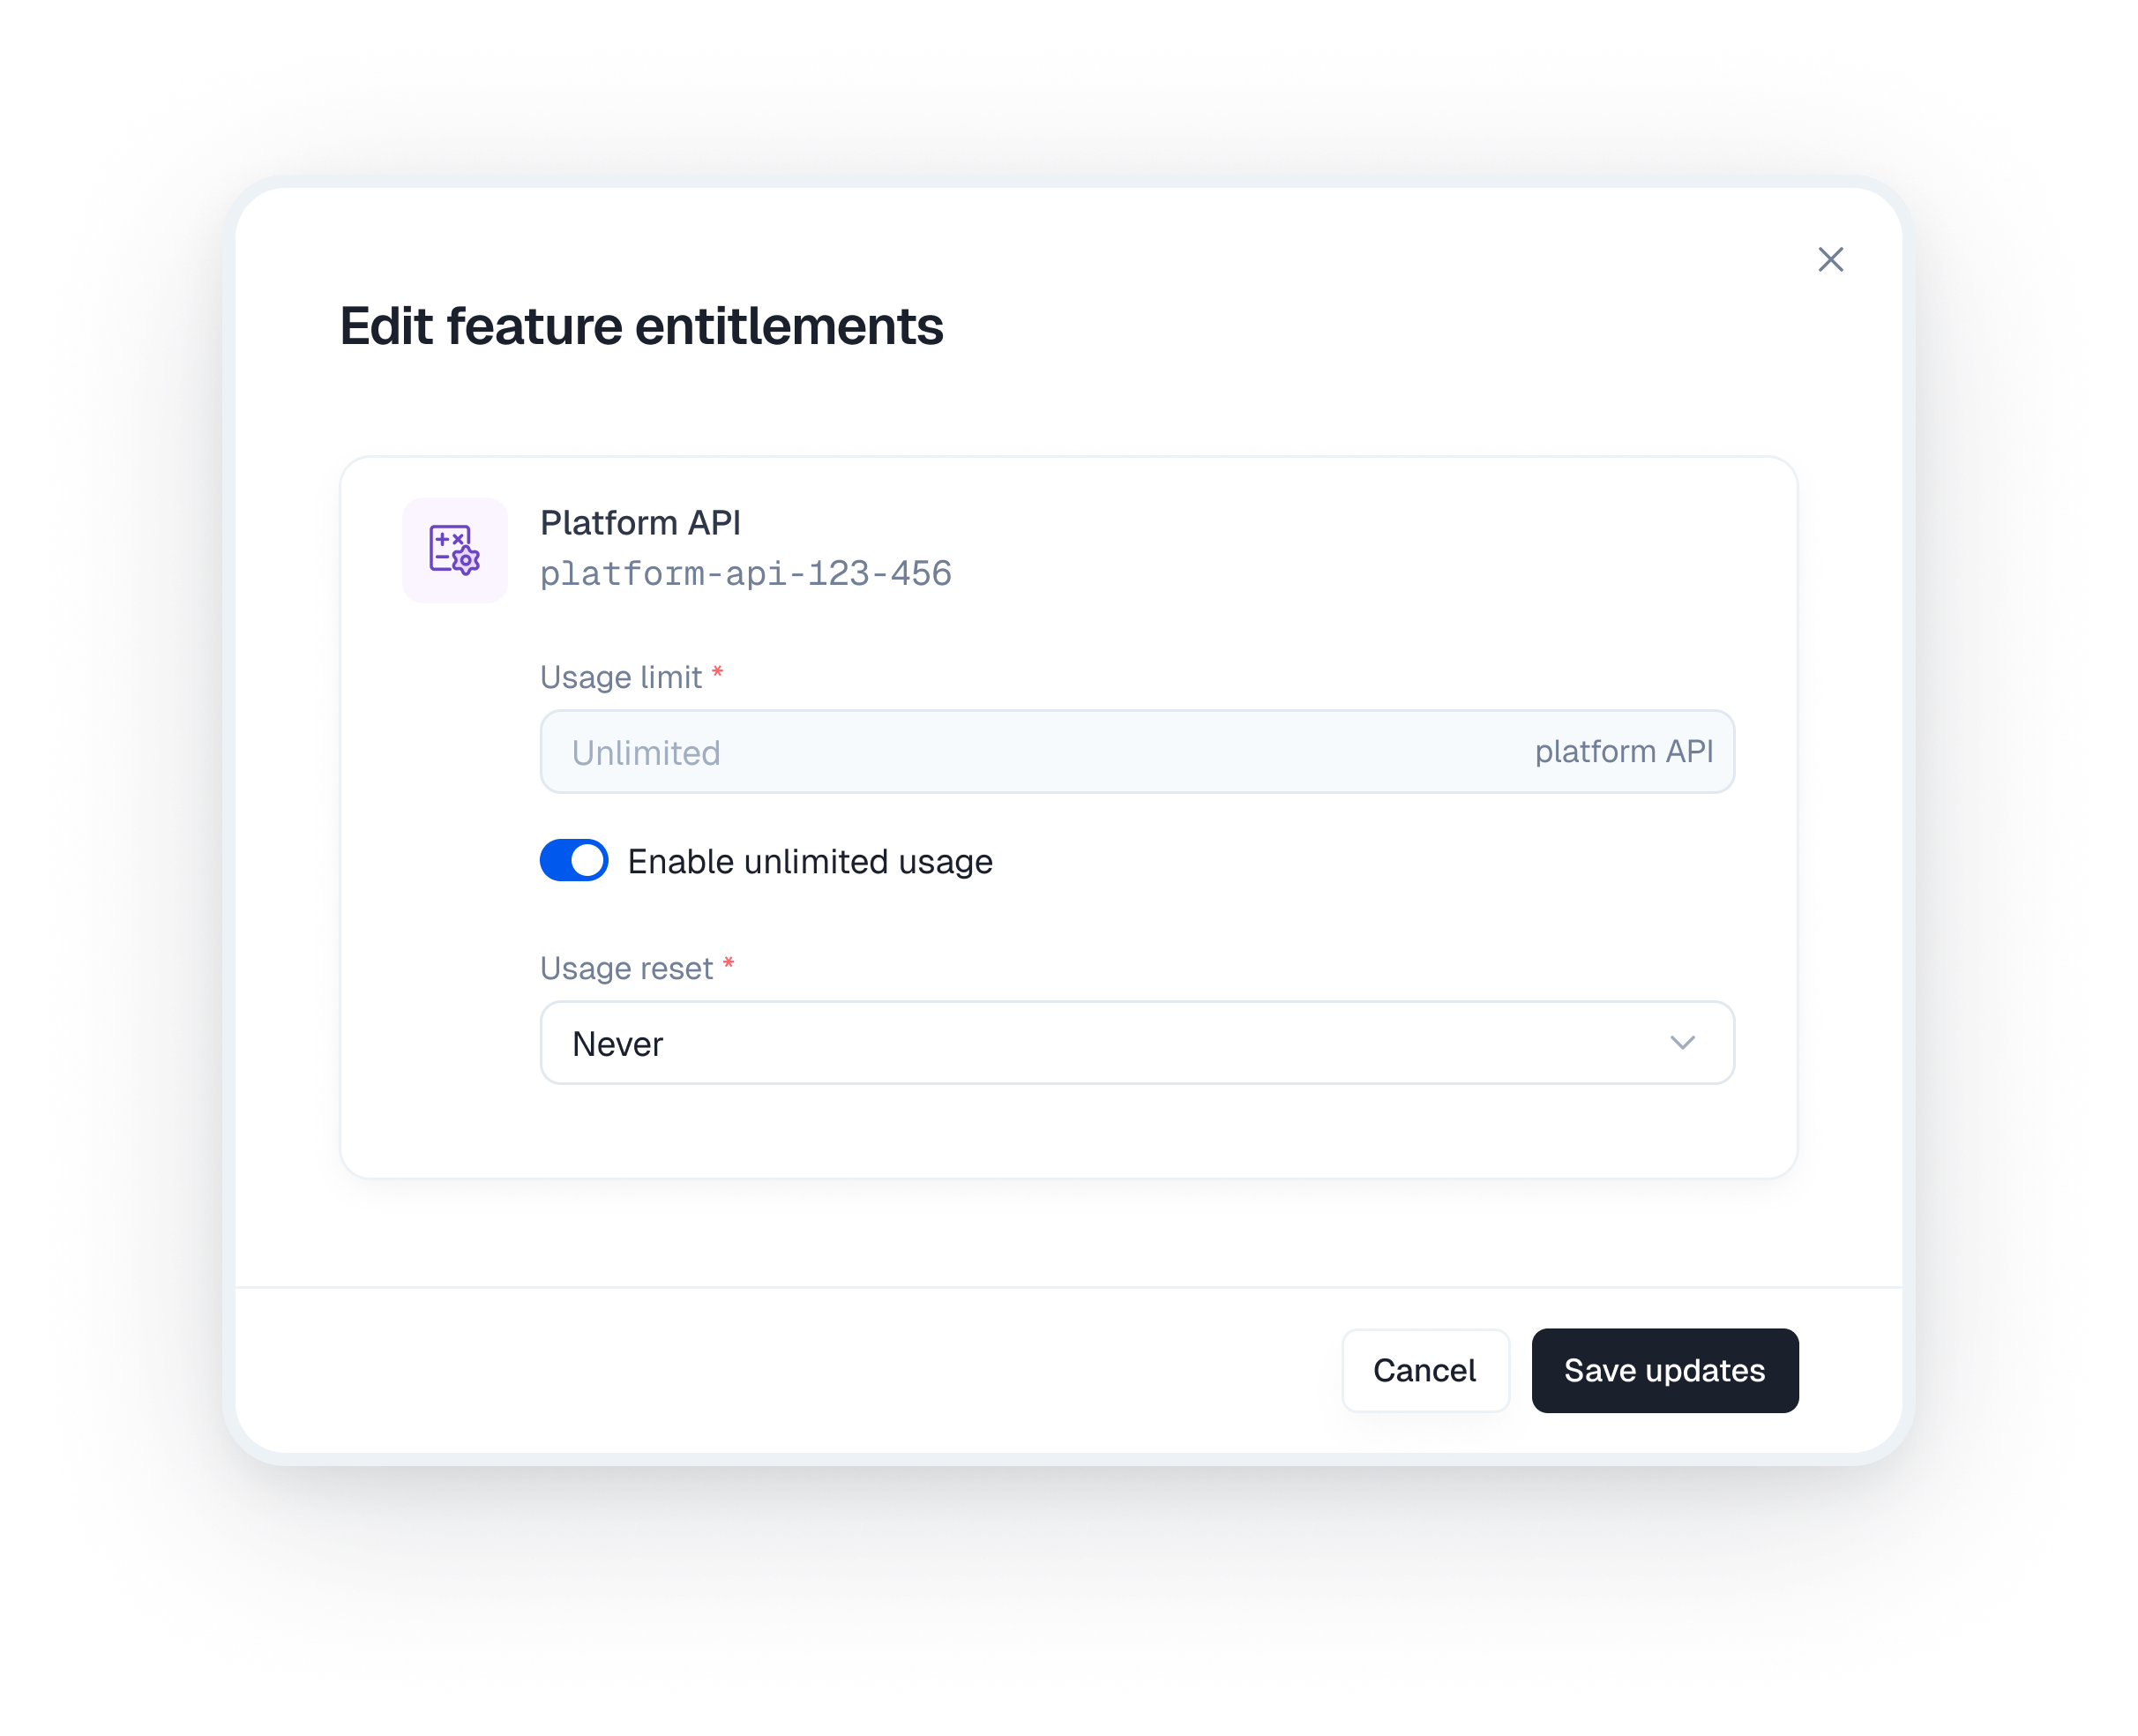 Edit feature entitlements
Platform API
platform-api-123-456
Usage limit *
Unlimited platform API
Enable unlimited usage
Usage reset *
Never
Cancel Save updates